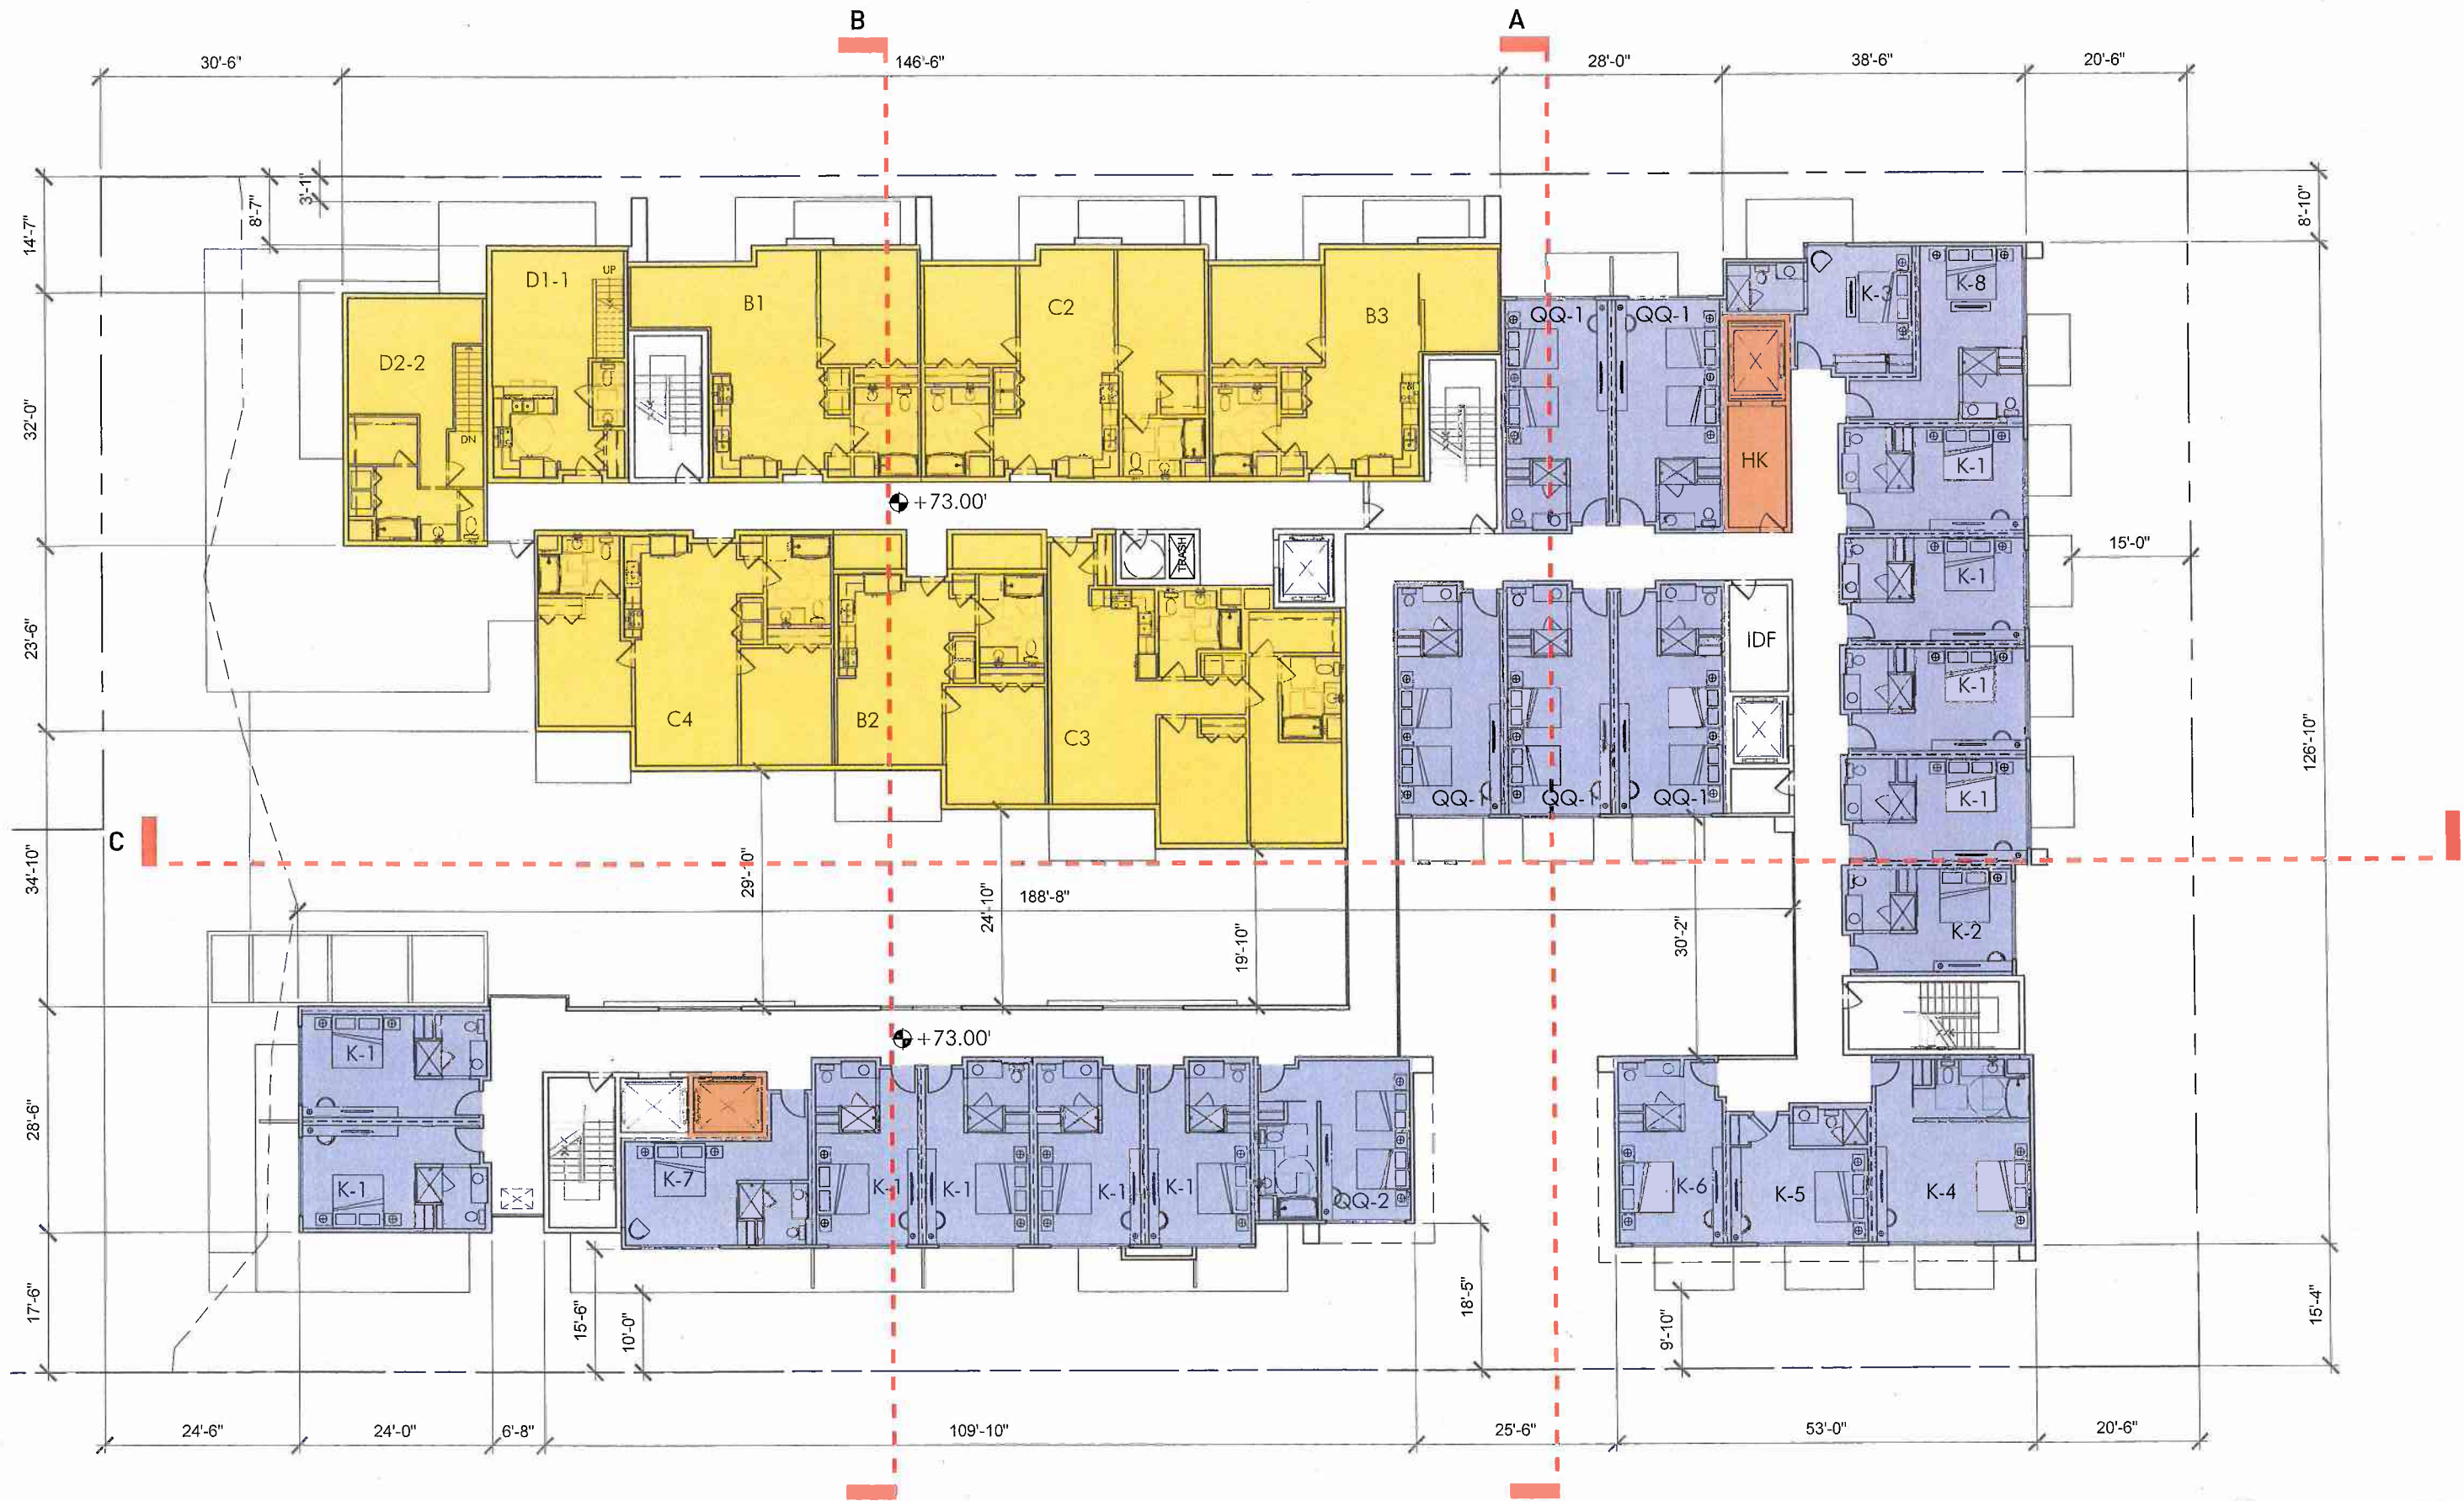 B
A
30'-6"
146'-6"
28'-0"
38'-6"
20'-6"
14'-7"
8'-7"
3'-1"
8'-10"
D1-1
UP
B1
C2
B3
QQ-1
QQ-1
K-3
K-8
D2-2
32'-0"
DN
HK
K-1
+73.00'
TRASH
15'-0"
K-1
23'-6"
IDF
K-1
C4
B2
C3
126'-10"
QQ-1
QQ-1
QQ-1
K-1
C
34'-10"
29'-10"
24'-10"
188'-8"
19'-10"
30'-2"
K-2
+73.00'
K-1
28'-6"
K-1
K-7
K-1
K-1
K-1
K-1
QQ-2
K-6
K-5
K-4
17'-6"
15'-6"
10'-0"
18'-5"
9'-10"
15'-4"
24'-6"
24'-0"
6'-8"
109'-10"
25'-6"
53'-0"
20'-6"